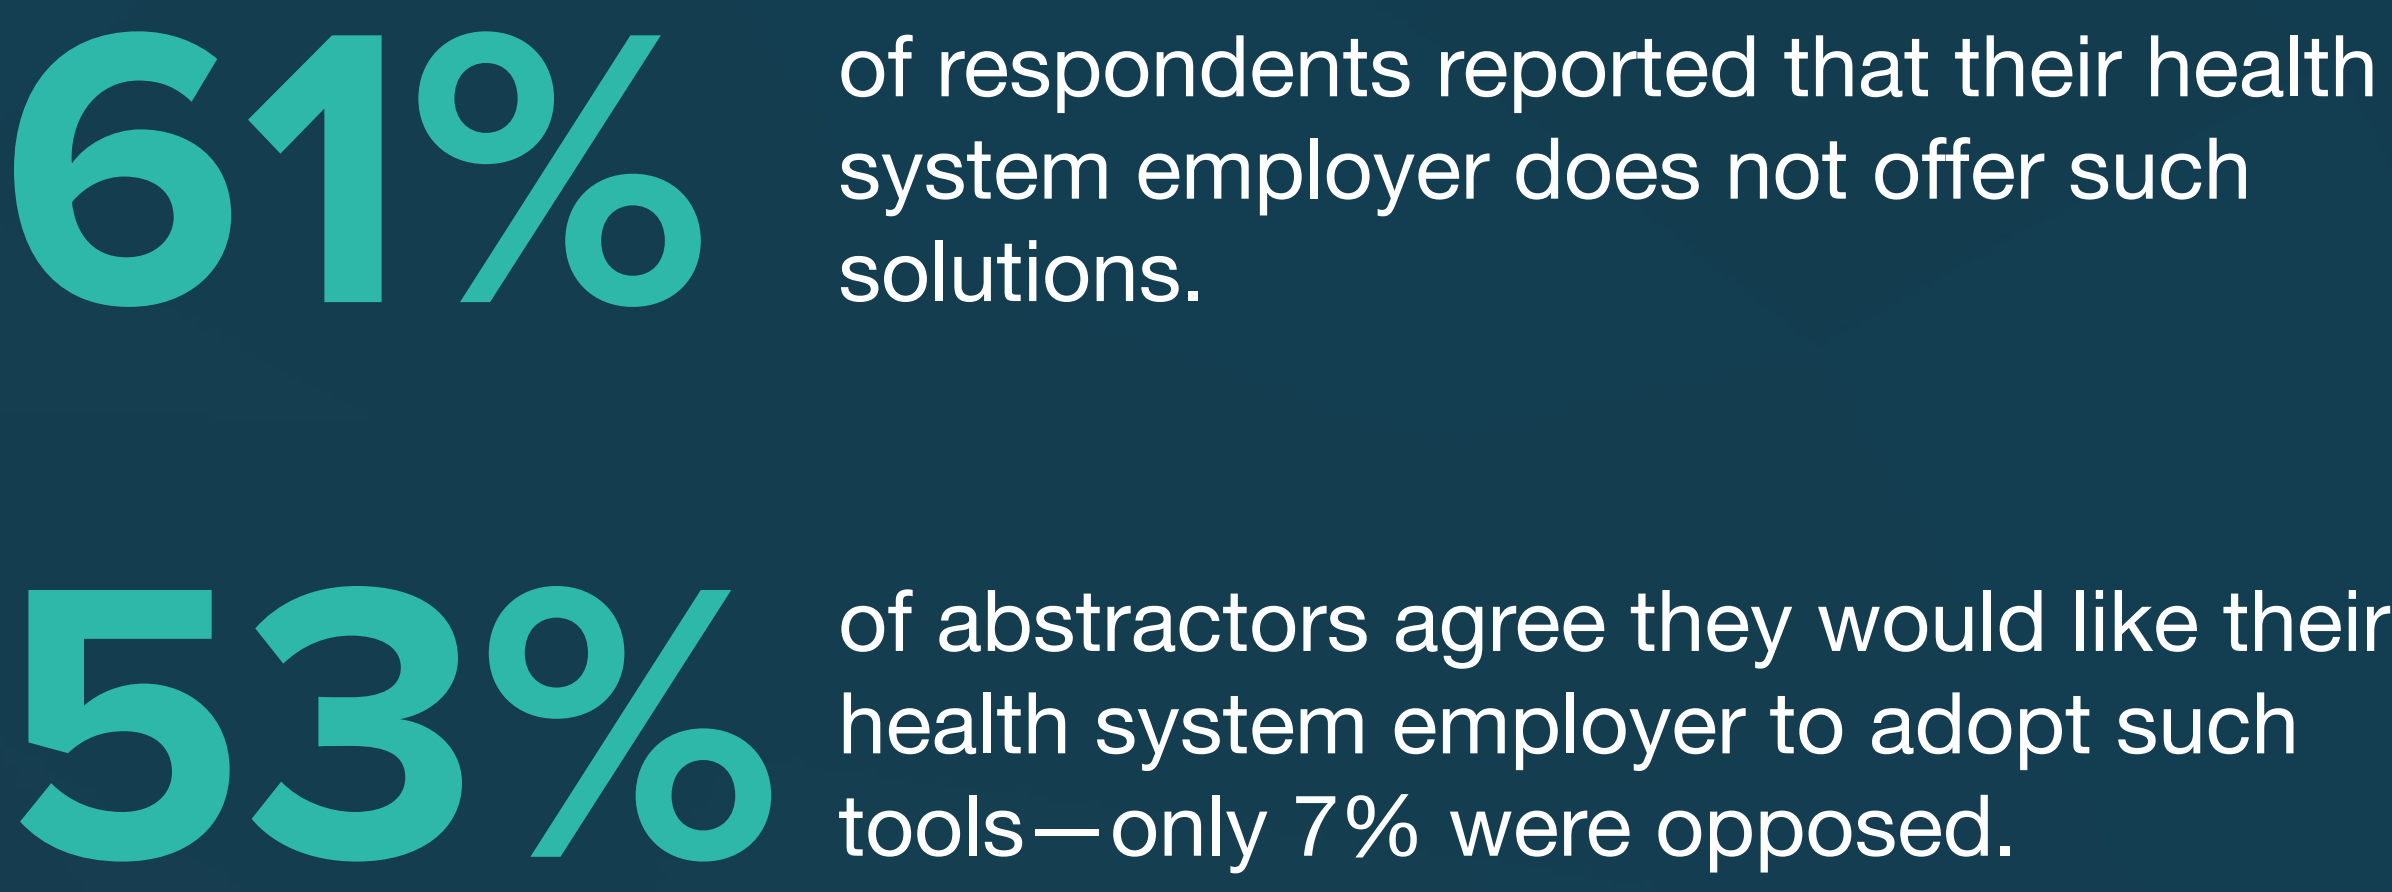 61%
of respondents reported that their health
system employer does not offer such
solutions.
53%
of abstractors agree they would like their
health system employer to adopt such
tools—only 7% were opposed.